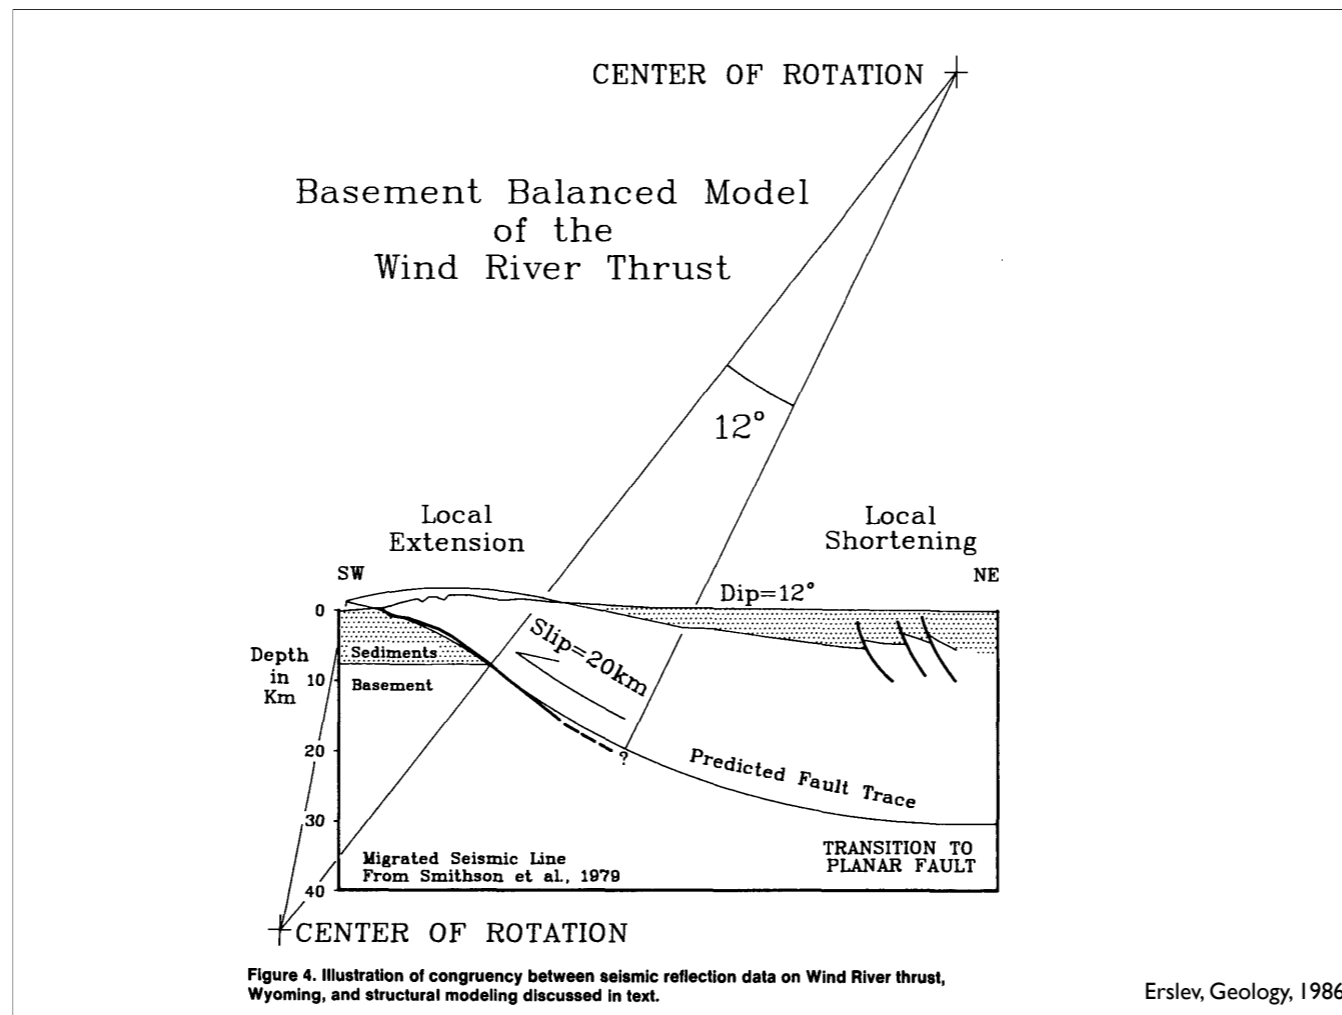 CENTER OF ROTATION
Basement Balanced Model
of the
Wind River Thrust
12°
Local
Extension
Local
Shortening
SW
NE
Dip=12°
0
Slip=20km
Sediments
Depth
in
Km
10
Basement
20
?
Predicted Fault Trace
30
TRANSITION TO
PLANAR FAULT
Migrated Seismic Line
From Smithson et al., 1979
40
CENTER OF ROTATION
Figure 4. Illustration of congruency between seismic reflection data on Wind River thrust,
Wyoming, and structural modeling discussed in text.
Erslev, Geology, 1986